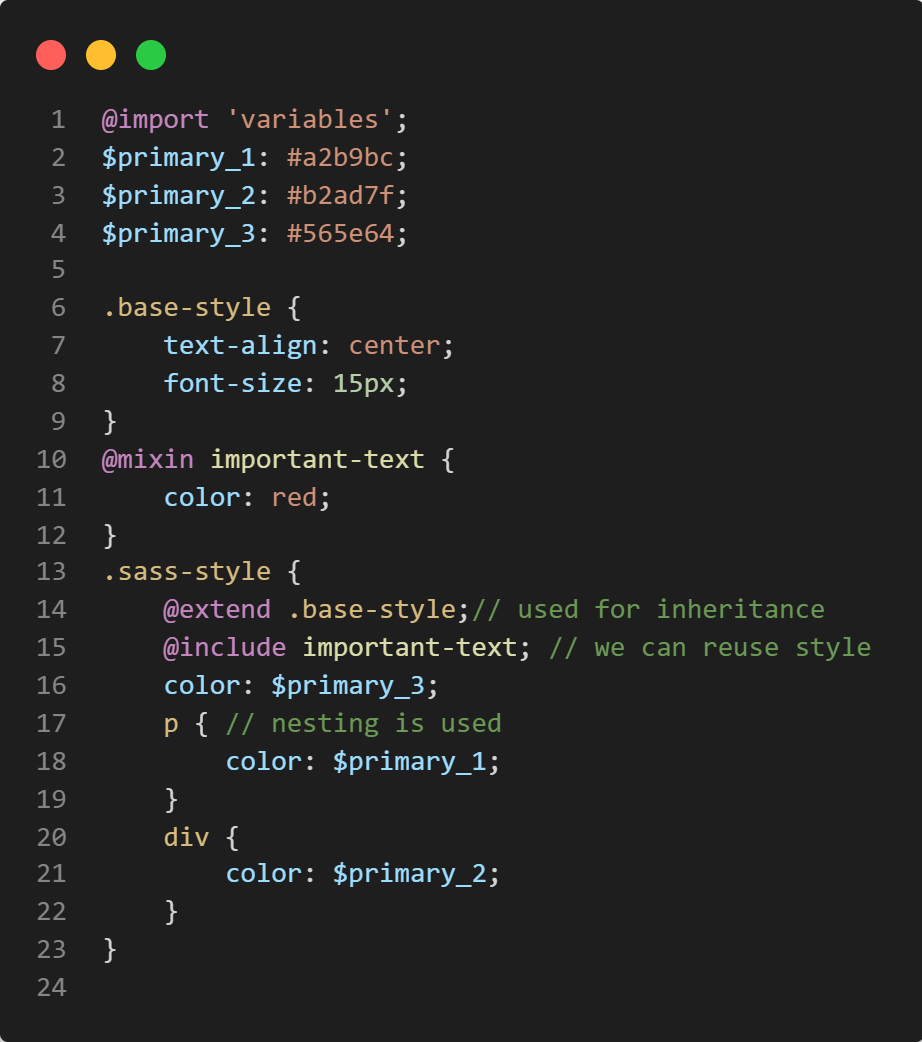 1 @import 'variables';
2 $primary_1: #a2b9bc;
3 $primary_2: #b2ad7f;
4 $primary_3: #565e64;
5
6 .base-style {
7     text-align: center;
8     font-size: 15px;
9 }
10 @mixin important-text {
11     color: red;
12 }
13 .sass-style {
14     @extend .base-style;// used for inheritance
15     @include important-text; // we can reuse style
16     color: $primary_3;
17     p { // nesting is used
18         color: $primary_1;
19     }
20     div {
21         color: $primary_2;
22     }
23 }
24